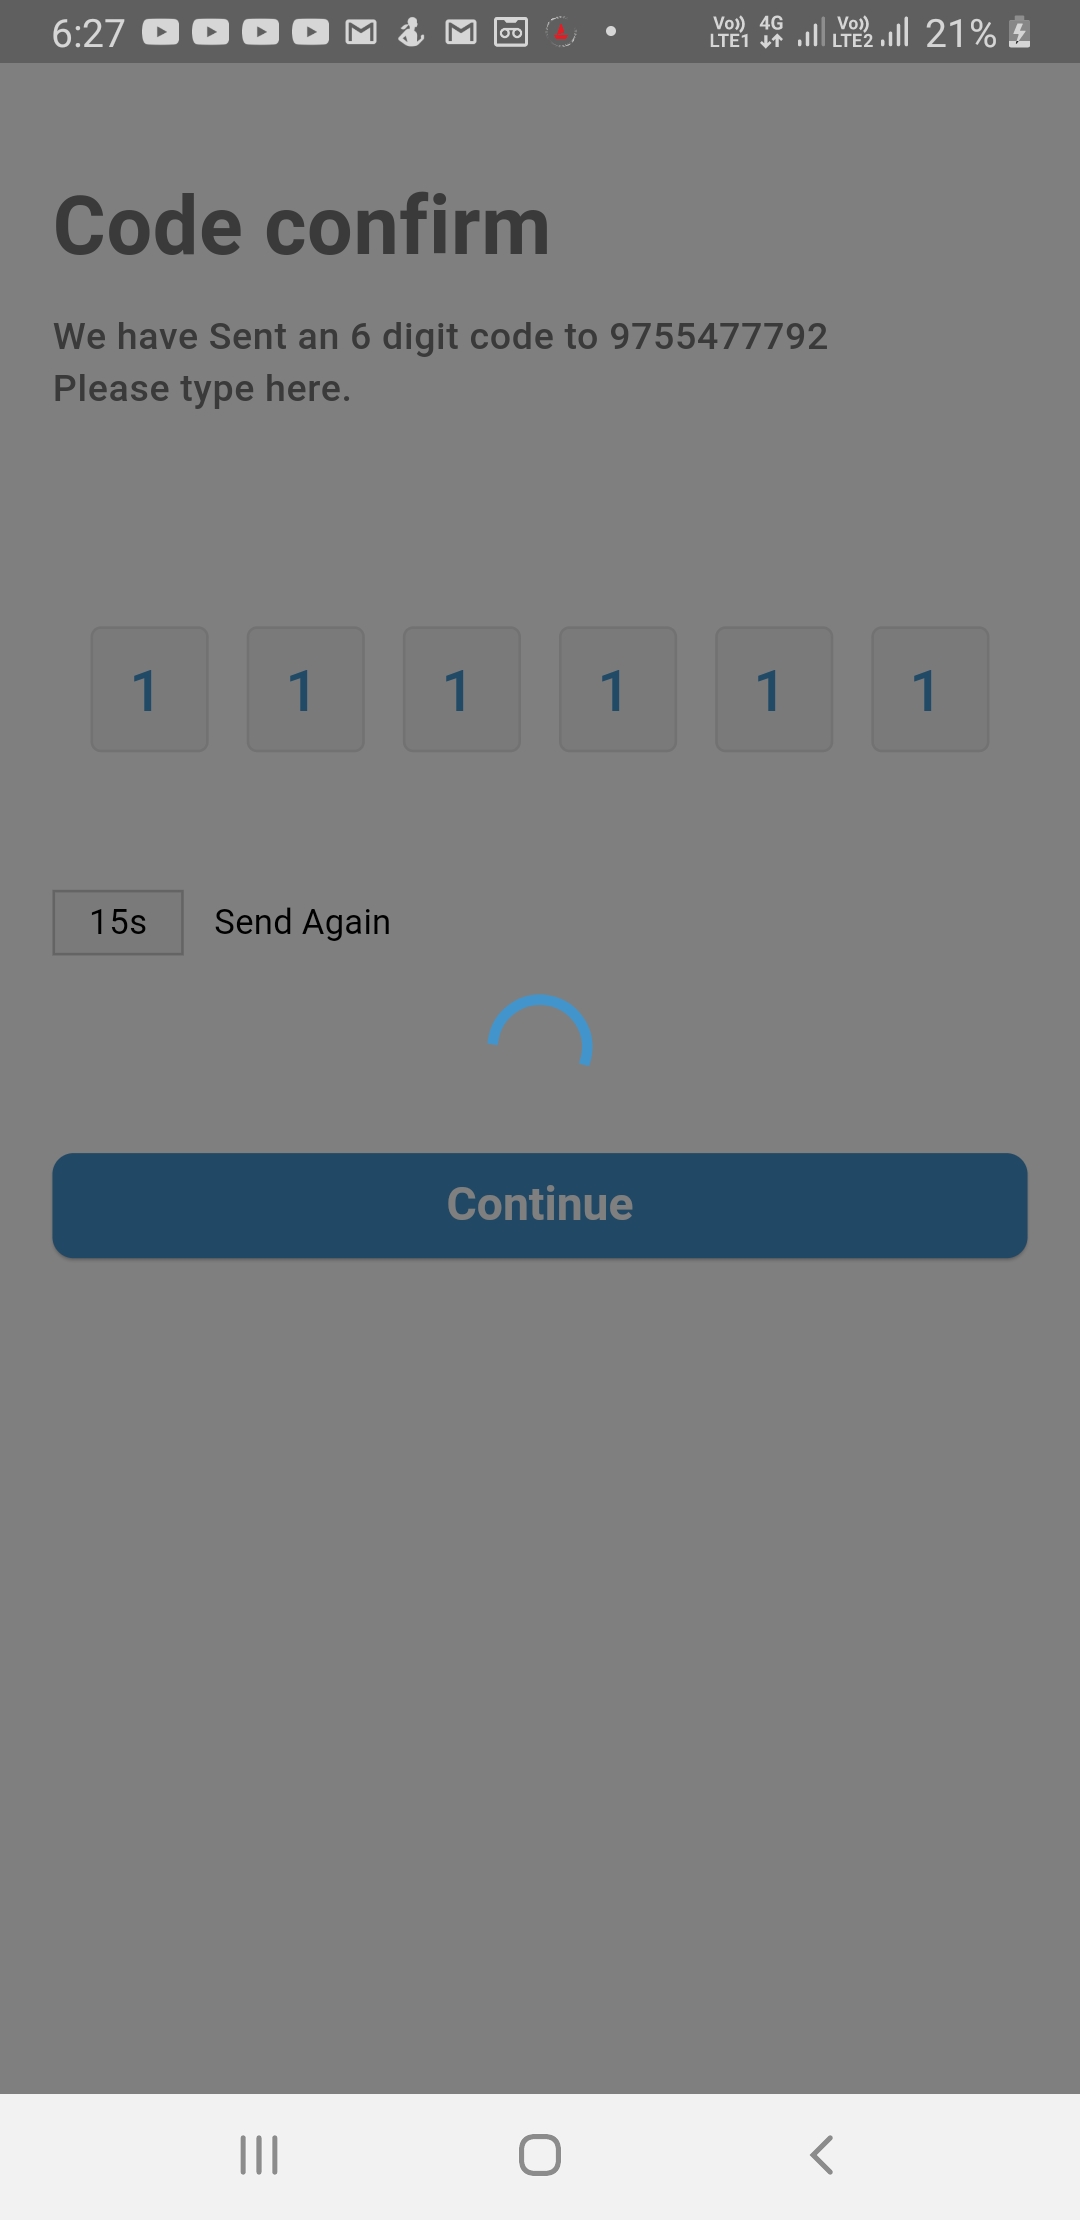 6:27 Vo)) LTE1 4G Vo)) LTE2 21%
Code confirm
We have Sent an 6 digit code to 9755477792
Please type here.
1 1 1 1 1 1
15s Send Again
Continue